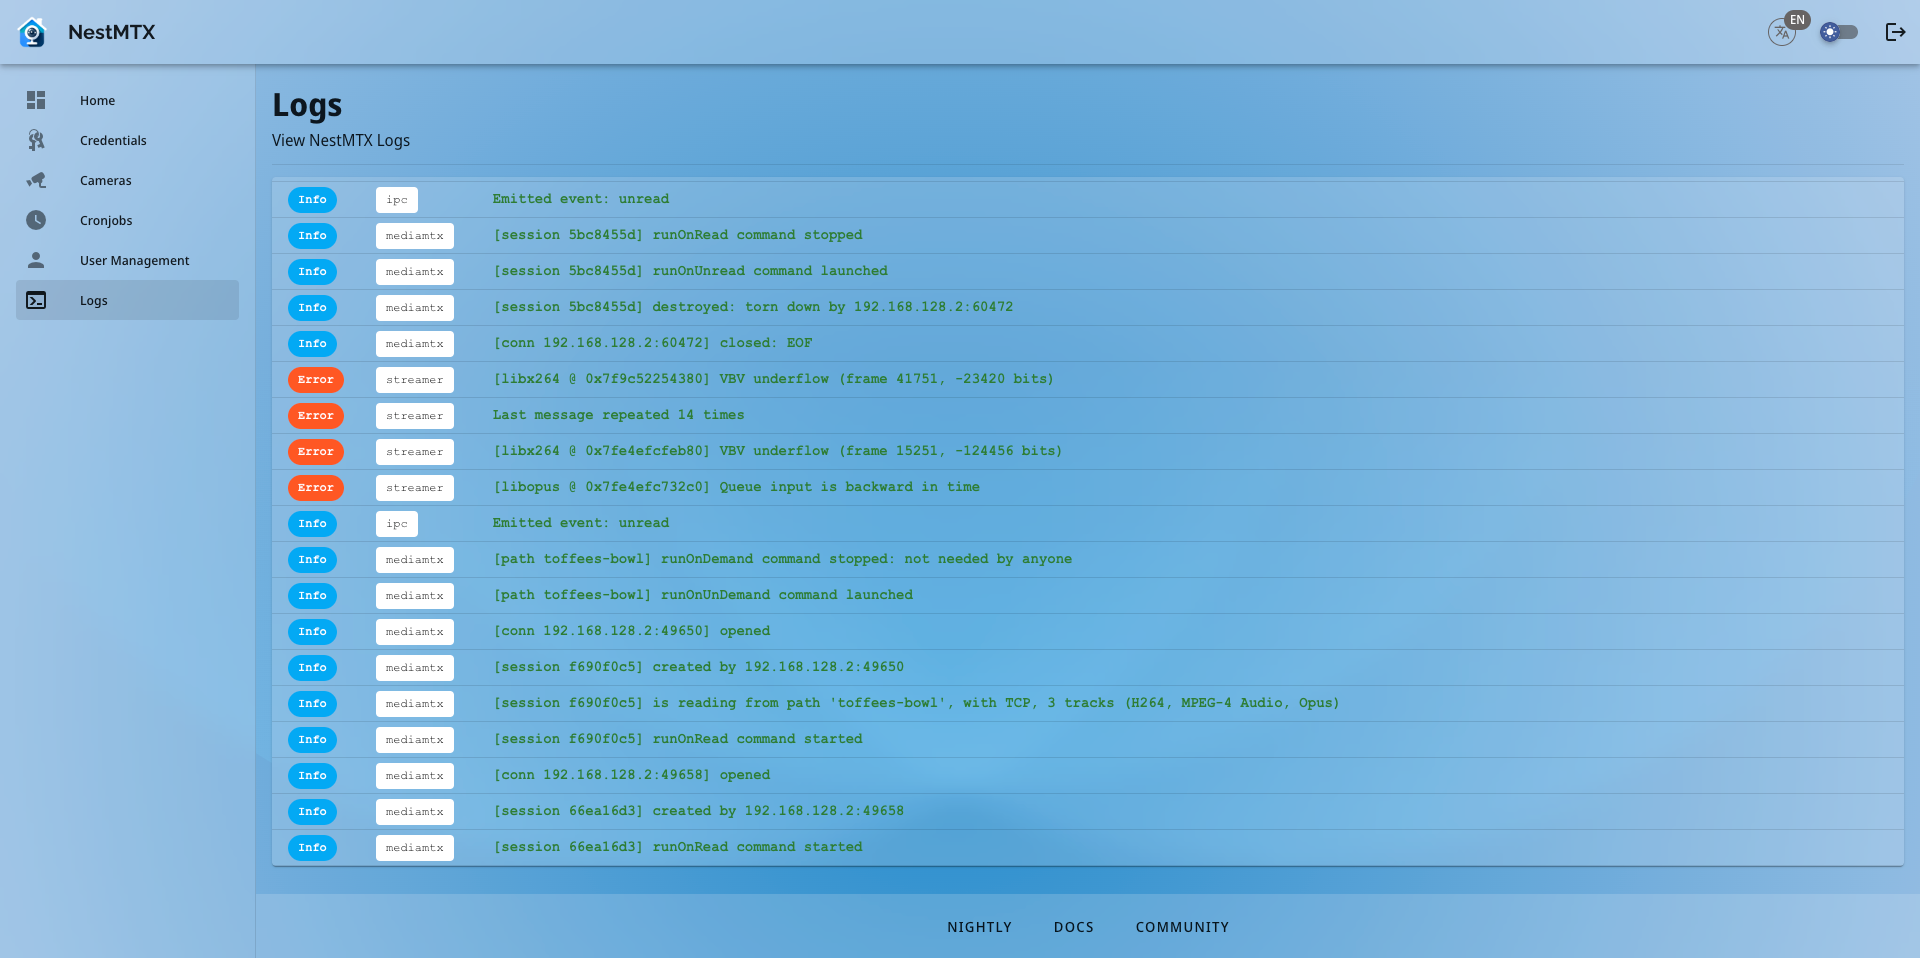 NestMTX
EN
Home
Credentials
Cameras
Cronjobs
User Management
Logs
Logs
View NestMTX Logs
Info ipc Emitted event: unread
Info mediamtx [session 5bc8455d] runOnRead command stopped
Info mediamtx [session 5bc8455d] runOnUnread command launched
Info mediamtx [session 5bc8455d] destroyed: torn down by 192.168.128.2:60472
Info mediamtx [conn 192.168.128.2:60472] closed: EOF
Error streamer [libx264 @ 0x7f9c52254380] VBV underflow (frame 41751, -23420 bits)
Error streamer Last message repeated 14 times
Error streamer [libx264 @ 0x7fe4efcfeb80] VBV underflow (frame 15251, -124456 bits)
Error streamer [libopus @ 0x7fe4efc732c0] Queue input is backward in time
Info ipc Emitted event: unread
Info mediamtx [path toffees-bowl] runOnDemand command stopped: not needed by anyone
Info mediamtx [path toffees-bowl] runOnUnDemand command launched
Info mediamtx [conn 192.168.128.2:49650] opened
Info mediamtx [session f690f0c5] created by 192.168.128.2:49650
Info mediamtx [session f690f0c5] is reading from path 'toffees-bowl', with TCP, 3 tracks (H264, MPEG-4 Audio, Opus)
Info mediamtx [session f690f0c5] runOnRead command started
Info mediamtx [conn 192.168.128.2:49658] opened
Info mediamtx [session 66ea16d3] created by 192.168.128.2:49658
Info mediamtx [session 66ea16d3] runOnRead command started
NIGHTLY DOCS COMMUNITY